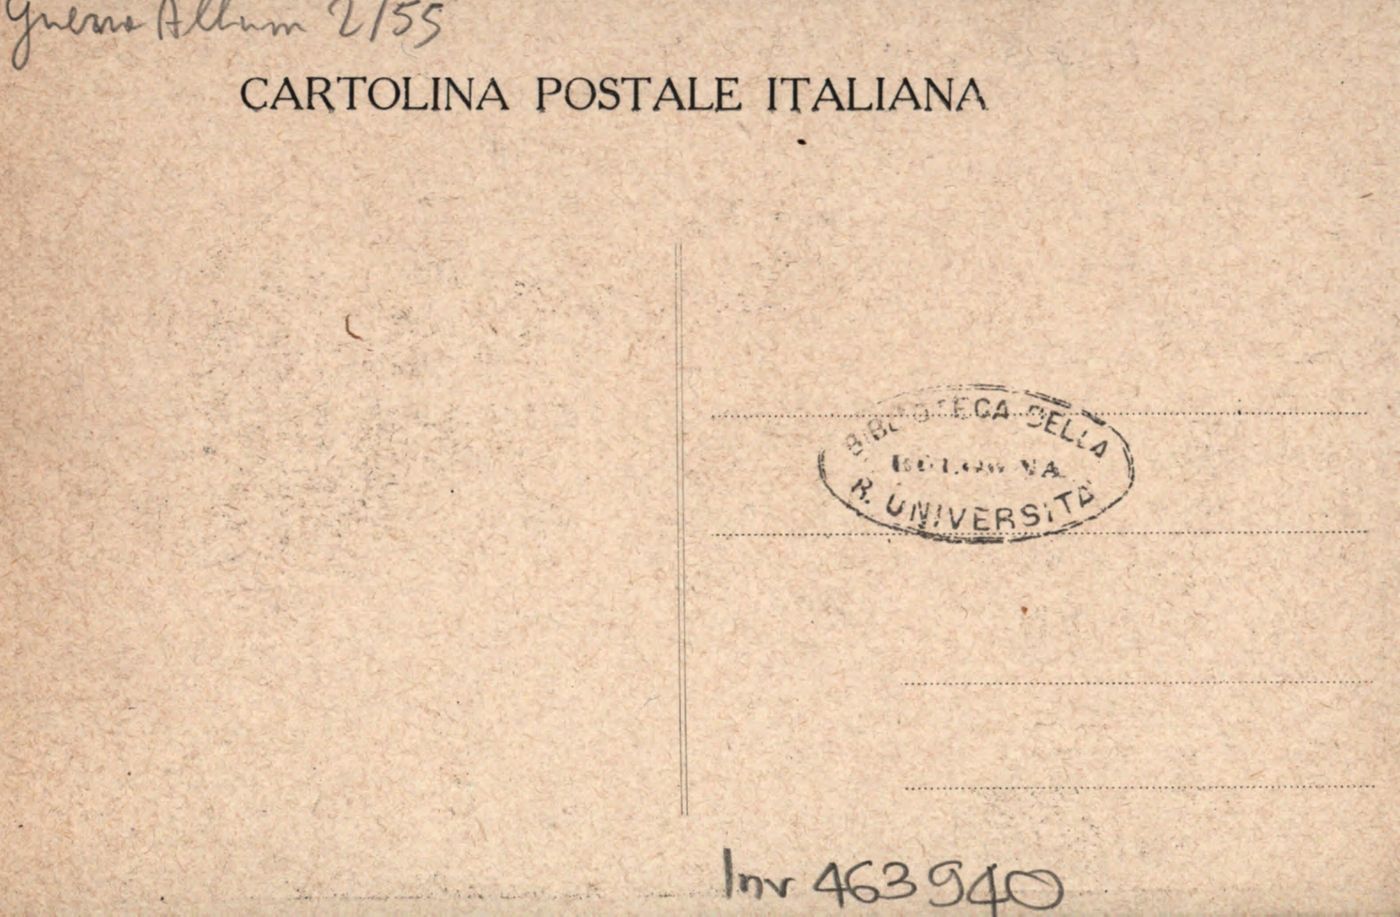 Guerra Album 2/55
CARTOLINA POSTALE ITALIANA
BIBLIOTECA DELLA
BOLOGNA
R. UNIVERSITÀ
Inv 463940